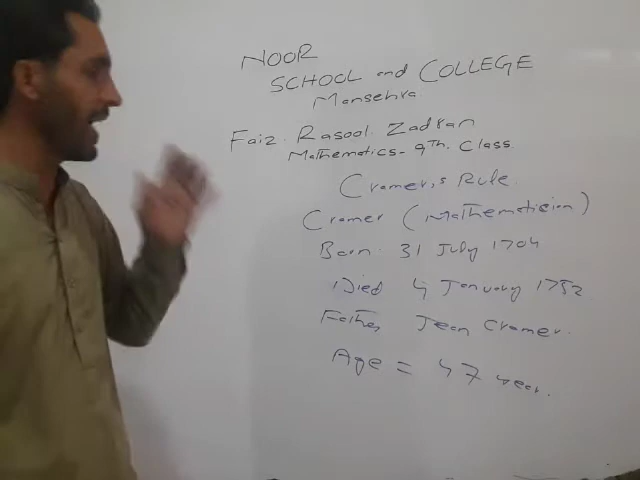 NOOR
SCHOOL and COLLEGE
Mansehra
Faiz. Rasool. Zadran
Mathematics-9th. Class.
Cramer,s Rule.
Cramer (Mathematicion)
Born. 31 July 1704
Died 4 January 1752
Father Jean Cramer.
Age = 47 year.